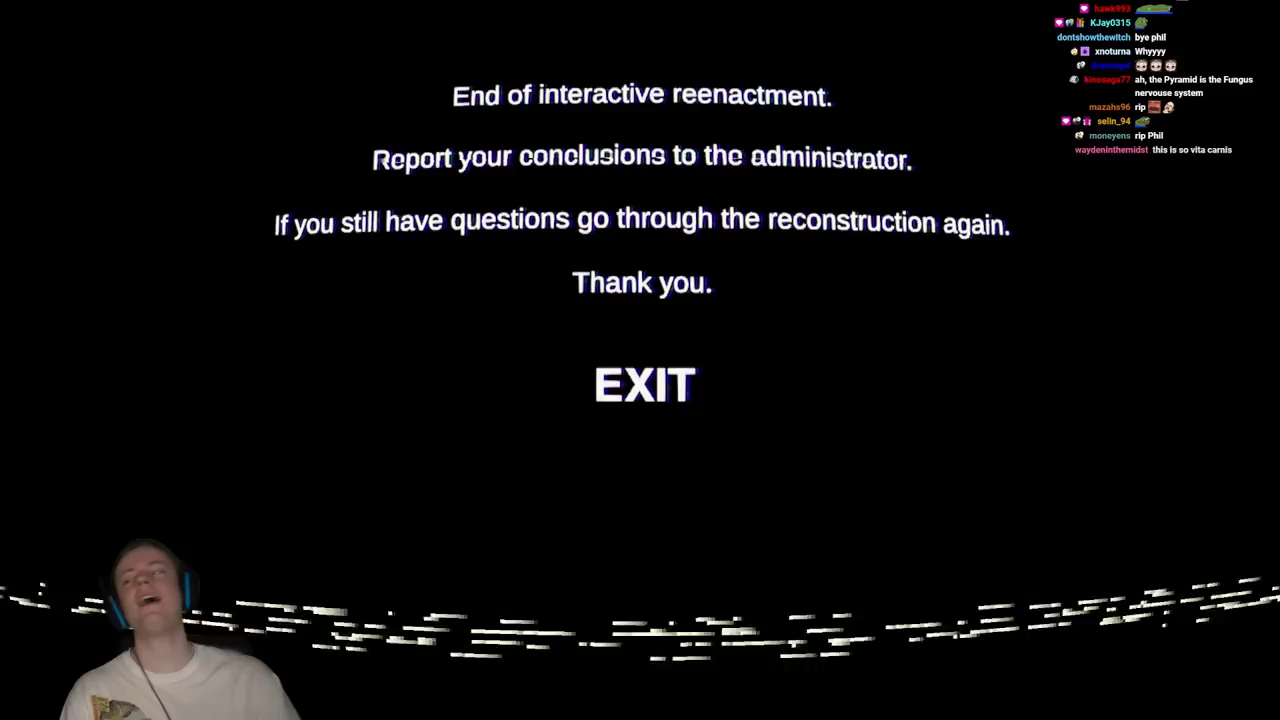 End of interactive reenactment.
Report your conclusions to the administrator.
If you still have questions go through the reconstruction again.
Thank you.
EXIT
hawk993
KJay0315
dontshowthewitch bye phil
xnoturna Whyyyy
kinosaga77 ah, the Pyramid is the Fungus
nervouse system
mazahs96 rip
selin_94
moneyens rip Phil
waydeninthemidst this is so vita carnis